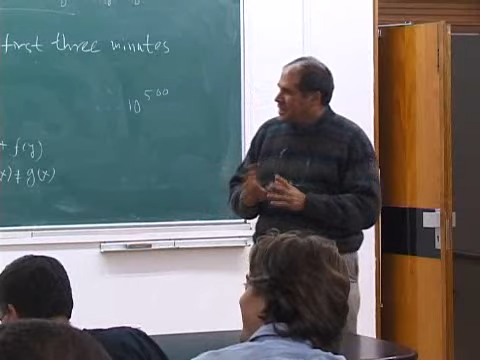 first three minutes
10^500
+ f(y)
x) ≠ g(x)